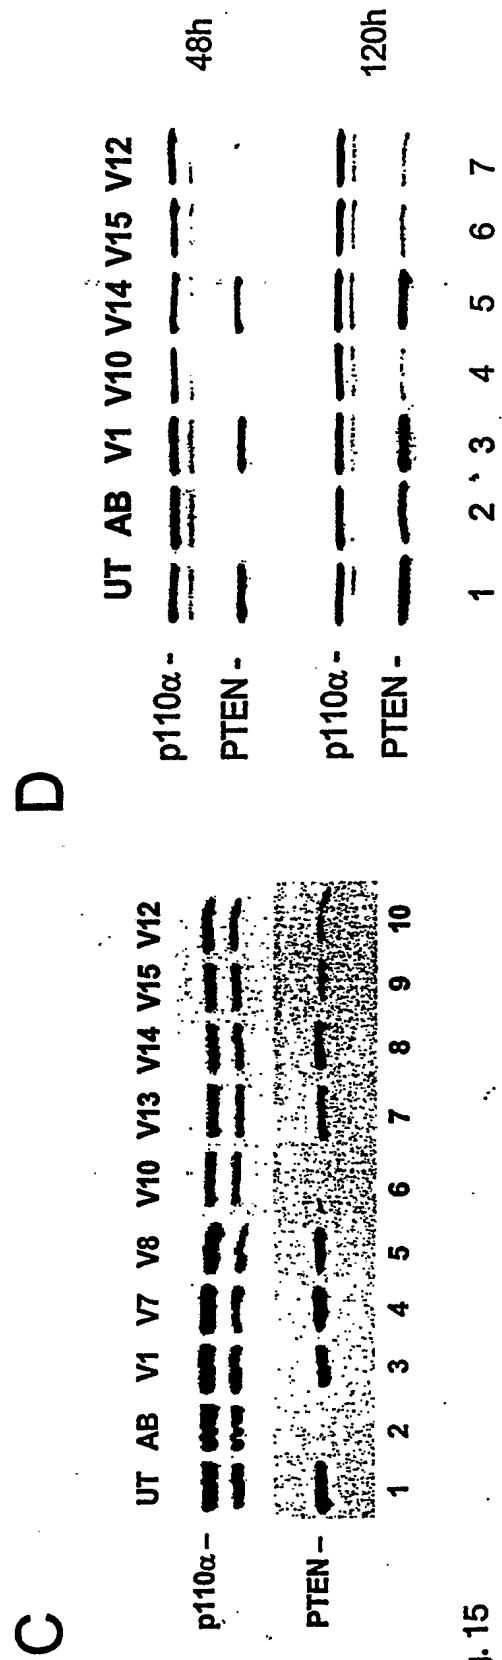 C
UT AB V1 V7 V8 V10 V13 V14 V15 V12
p110α –
PTEN –
1 2 3 4 5 6 7 8 9 10
D
UT AB V1 V10 V14 V15 V12
p110α - 48h
PTEN -
p110α - 120h
PTEN -
1 2 3 4 5 6 7
. 15